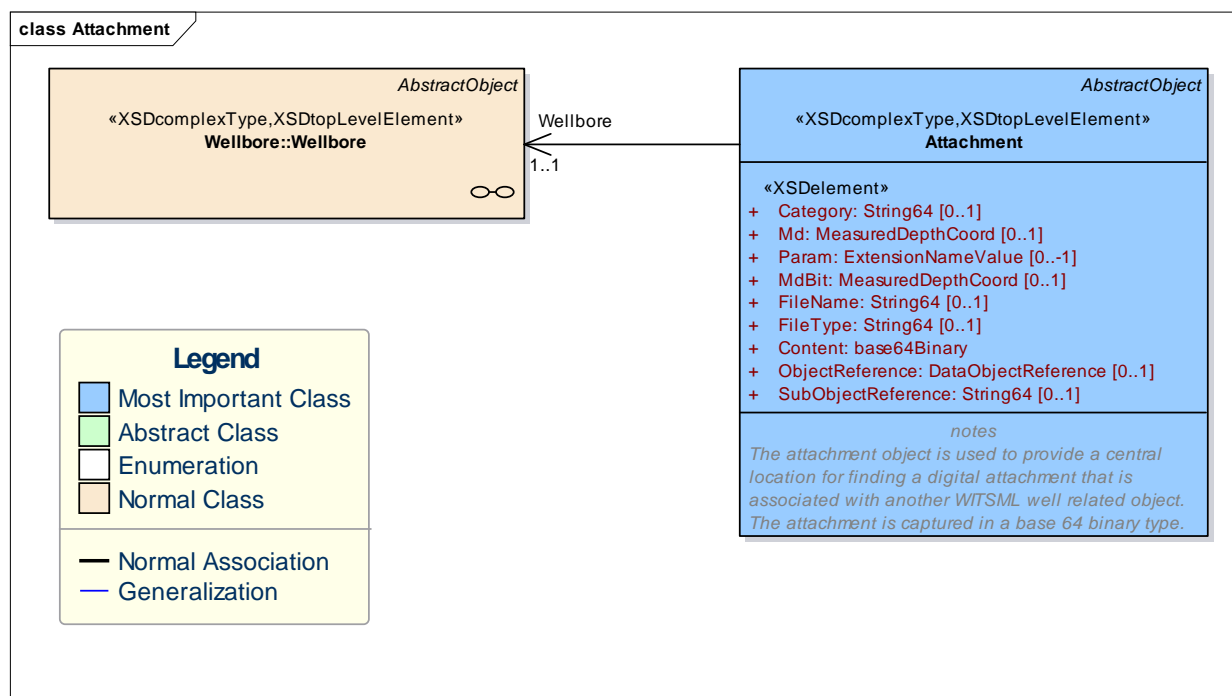 class Attachment
AbstractObject
«XSDcomplexType,XSDtopLevelElement»
Wellbore::Wellbore
Wellbore
1..1
AbstractObject
«XSDcomplexType,XSDtopLevelElement»
Attachment
«XSDelement»
+ Category: String64 [0..1]
+ Md: MeasuredDepthCoord [0..1]
+ Param: ExtensionNameValue [0..-1]
+ MdBit: MeasuredDepthCoord [0..1]
+ FileName: String64 [0..1]
+ FileType: String64 [0..1]
+ Content: base64Binary
+ ObjectReference: DataObjectReference [0..1]
+ SubObjectReference: String64 [0..1]
notes
The attachment object is used to provide a central
location for finding a digital attachment that is
associated with another WITSML well related object.
The attachment is captured in a base 64 binary type.
Legend
Most Important Class
Abstract Class
Enumeration
Normal Class
Normal Association
Generalization